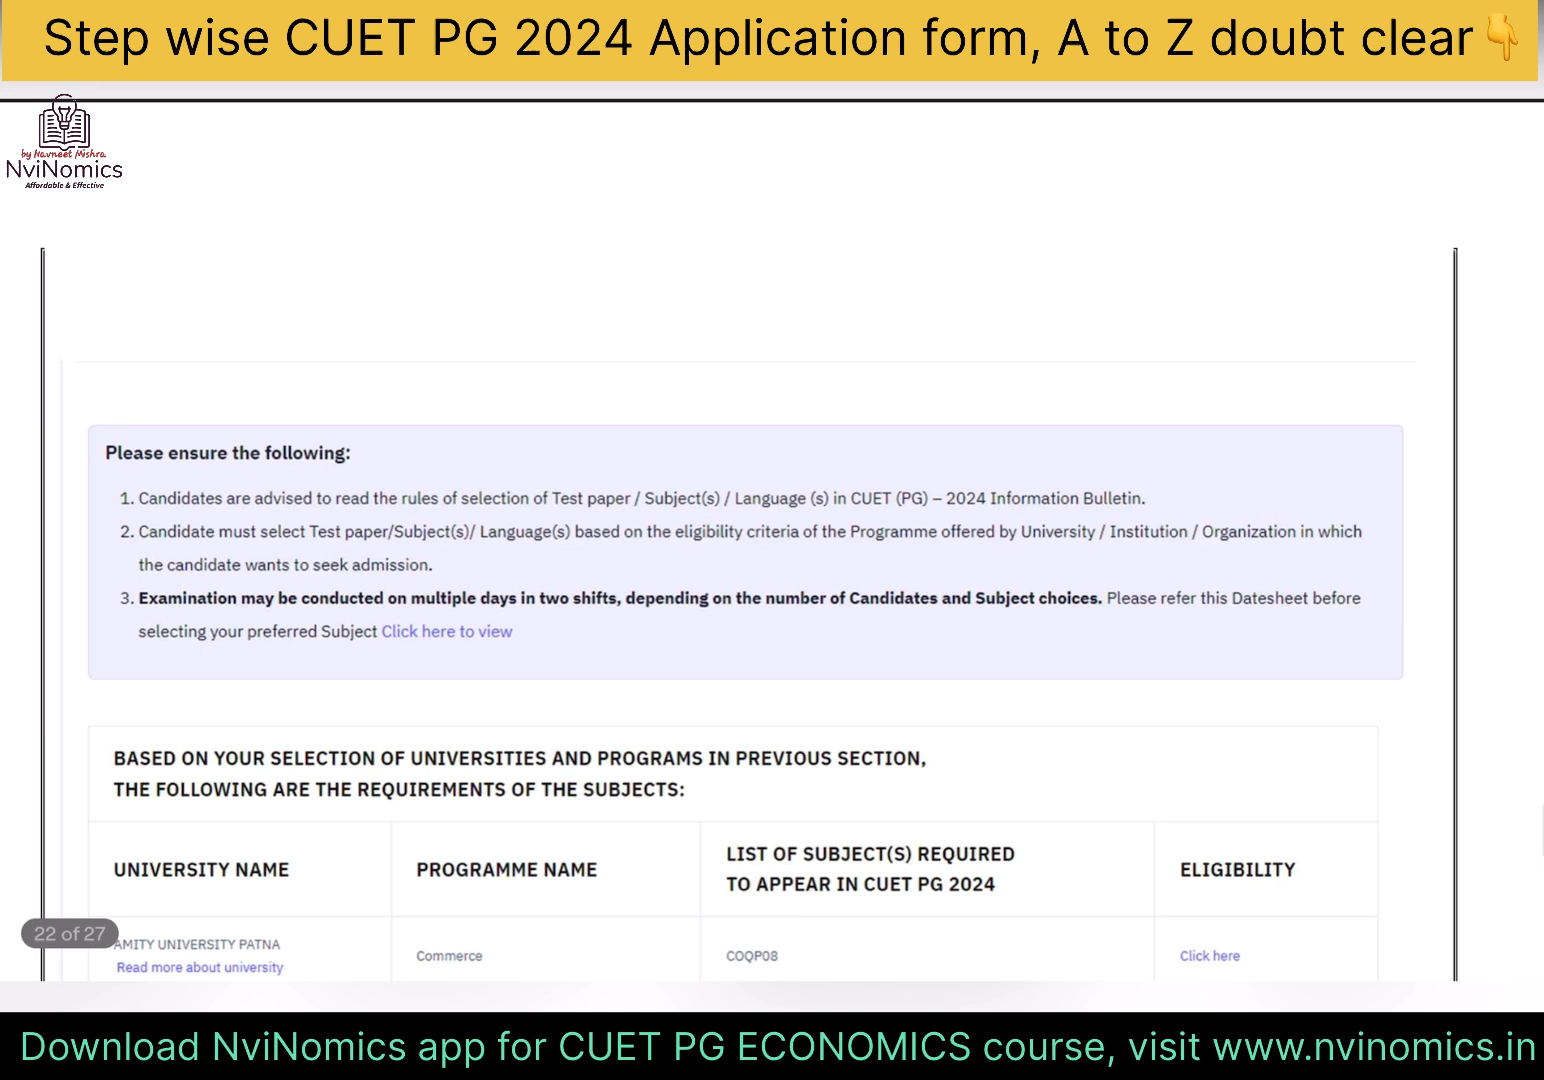 Step wise CUET PG 2024 Application form, A to Z doubt clear👇
by Navneet Mishra
NviNomics
Affordable & Effective
Please ensure the following:
1. Candidates are advised to read the rules of selection of Test paper / Subject(s) / Language (s) in CUET (PG) – 2024 Information Bulletin.
2. Candidate must select Test paper/Subject(s)/ Language(s) based on the eligibility criteria of the Programme offered by University / Institution / Organization in which
the candidate wants to seek admission.
3. Examination may be conducted on multiple days in two shifts, depending on the number of Candidates and Subject choices. Please refer this Datesheet before
selecting your preferred Subject Click here to view
BASED ON YOUR SELECTION OF UNIVERSITIES AND PROGRAMS IN PREVIOUS SECTION,
THE FOLLOWING ARE THE REQUIREMENTS OF THE SUBJECTS:
UNIVERSITY NAME
PROGRAMME NAME
LIST OF SUBJECT(S) REQUIRED
TO APPEAR IN CUET PG 2024
ELIGIBILITY
22 of 27
AMITY UNIVERSITY PATNA
Read more about university
Commerce
COQP08
Click here
Download NviNomics app for CUET PG ECONOMICS course, visit www.nvinomics.in